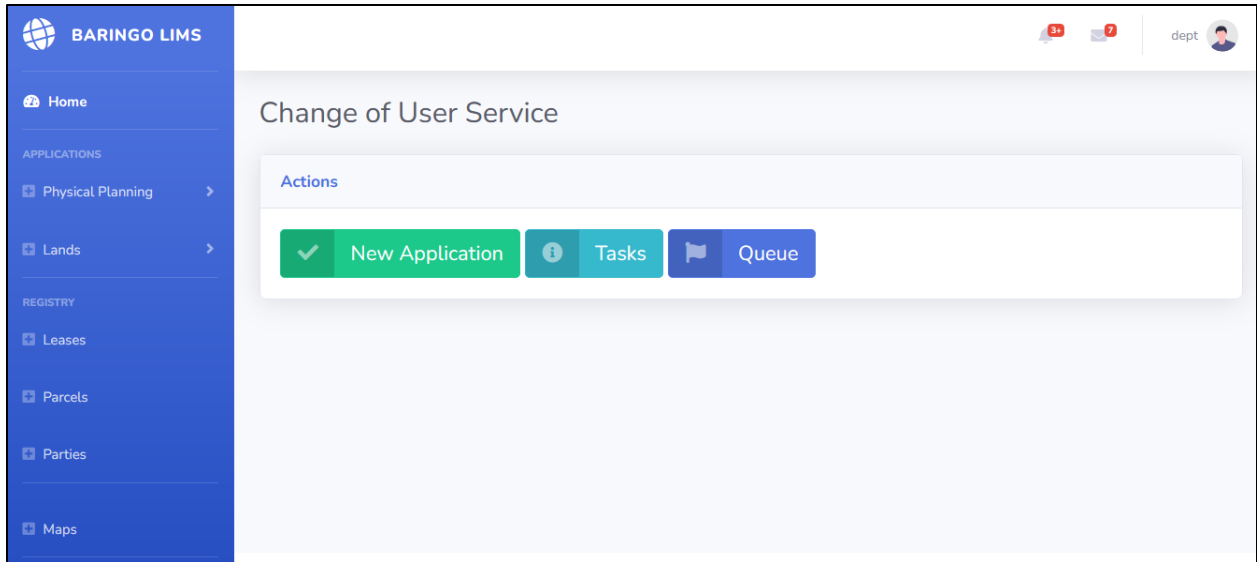 BARINGO LIMS
3+
7
dept
Home
Change of User Service
APPLICATIONS
Physical Planning
Actions
Lands
New Application
Tasks
Queue
REGISTRY
Leases
Parcels
Parties
Maps